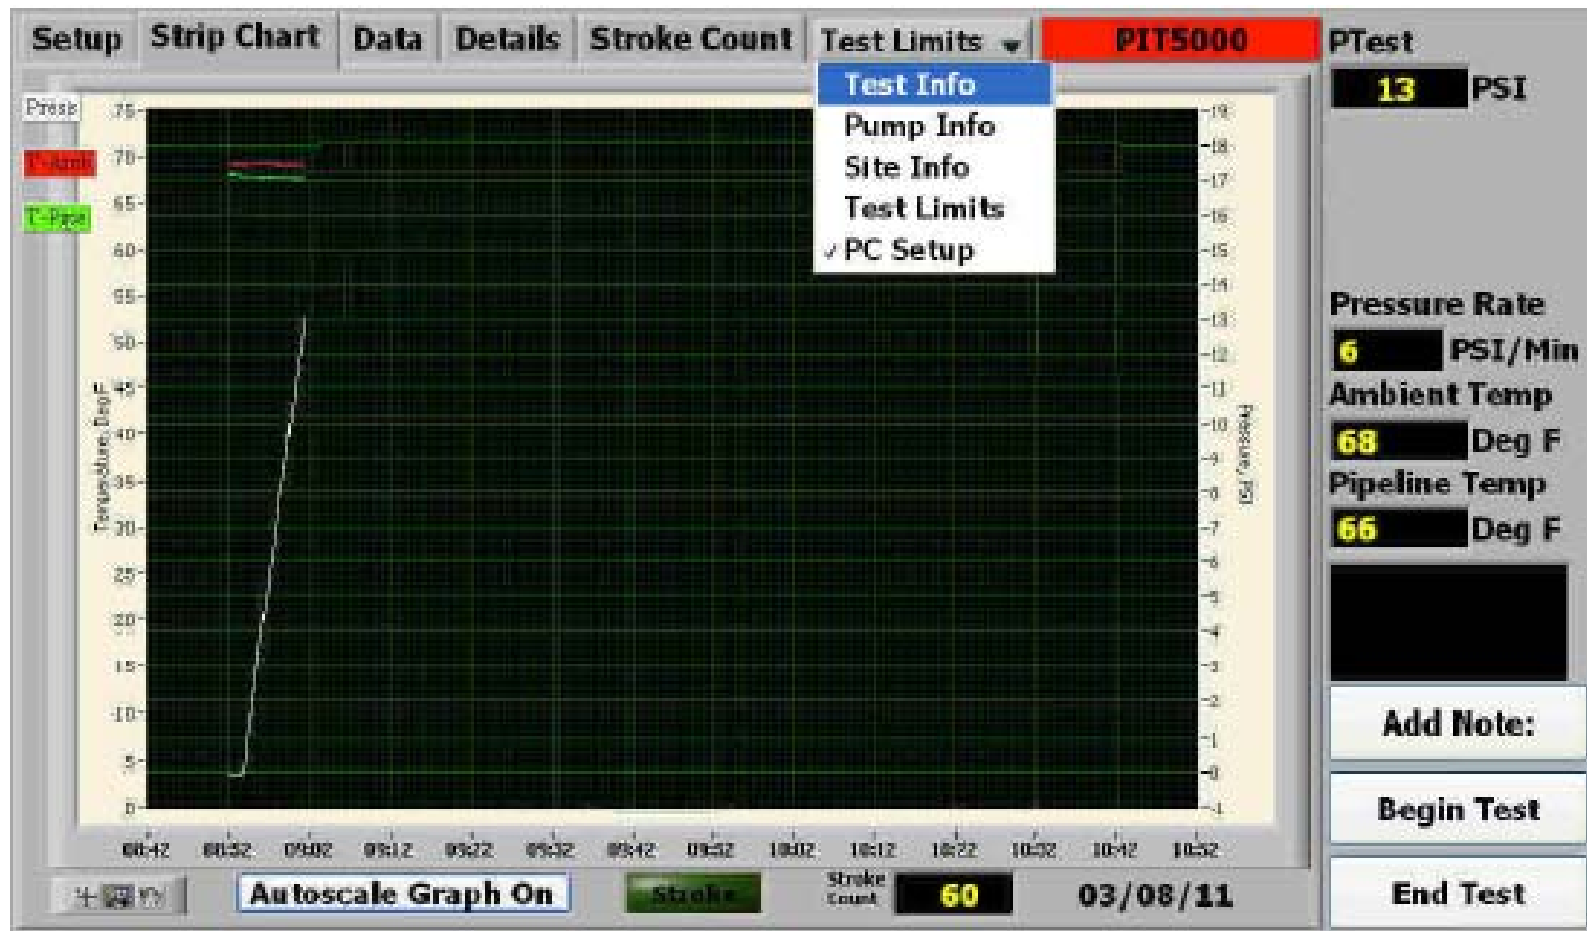 Setup Strip Chart Data Details Stroke Count Test Limits PIT5000 PTest
Test Info
Pump Info
Site Info
Test Limits
✓ PC Setup
13 PSI
Press
T-Amb
T-Pipe
75
70
65
60
55
50
45
40
35
30
25
20
15
10
5
0
Temperature, DegF
19
18
17
16
15
14
13
12
11
10
9
8
7
6
5
4
3
2
1
0
-1
Pressure, PSI
08:42 08:52 09:02 09:12 09:22 09:32 09:42 09:52 10:02 10:12 10:22 10:32 10:42 10:52
Pressure Rate
6 PSI/Min
Ambient Temp
68 Deg F
Pipeline Temp
66 Deg F
Add Note:
Begin Test
End Test
Autoscale Graph On Stroke Stroke Count 60 03/08/11